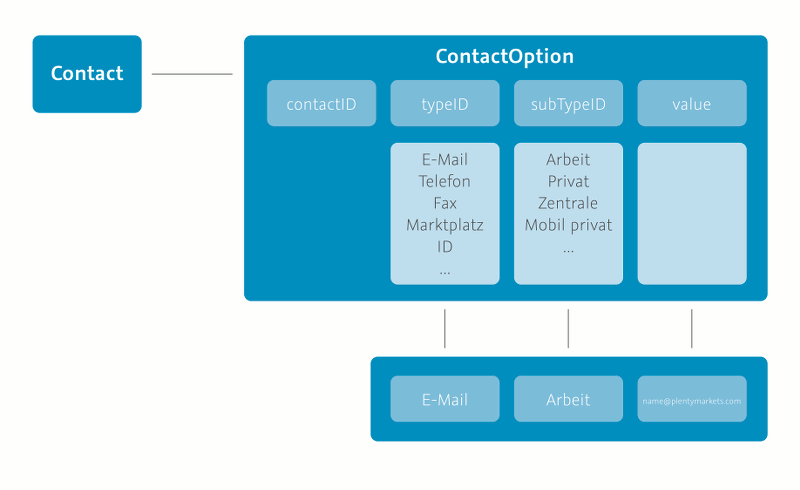 Contact
ContactOption
contactID
typeID
subTypeID
value
E-Mail
Telefon
Fax
Marktplatz
ID
...
Arbeit
Privat
Zentrale
Mobil privat
...
E-Mail
Arbeit
name@plentymarkets.com